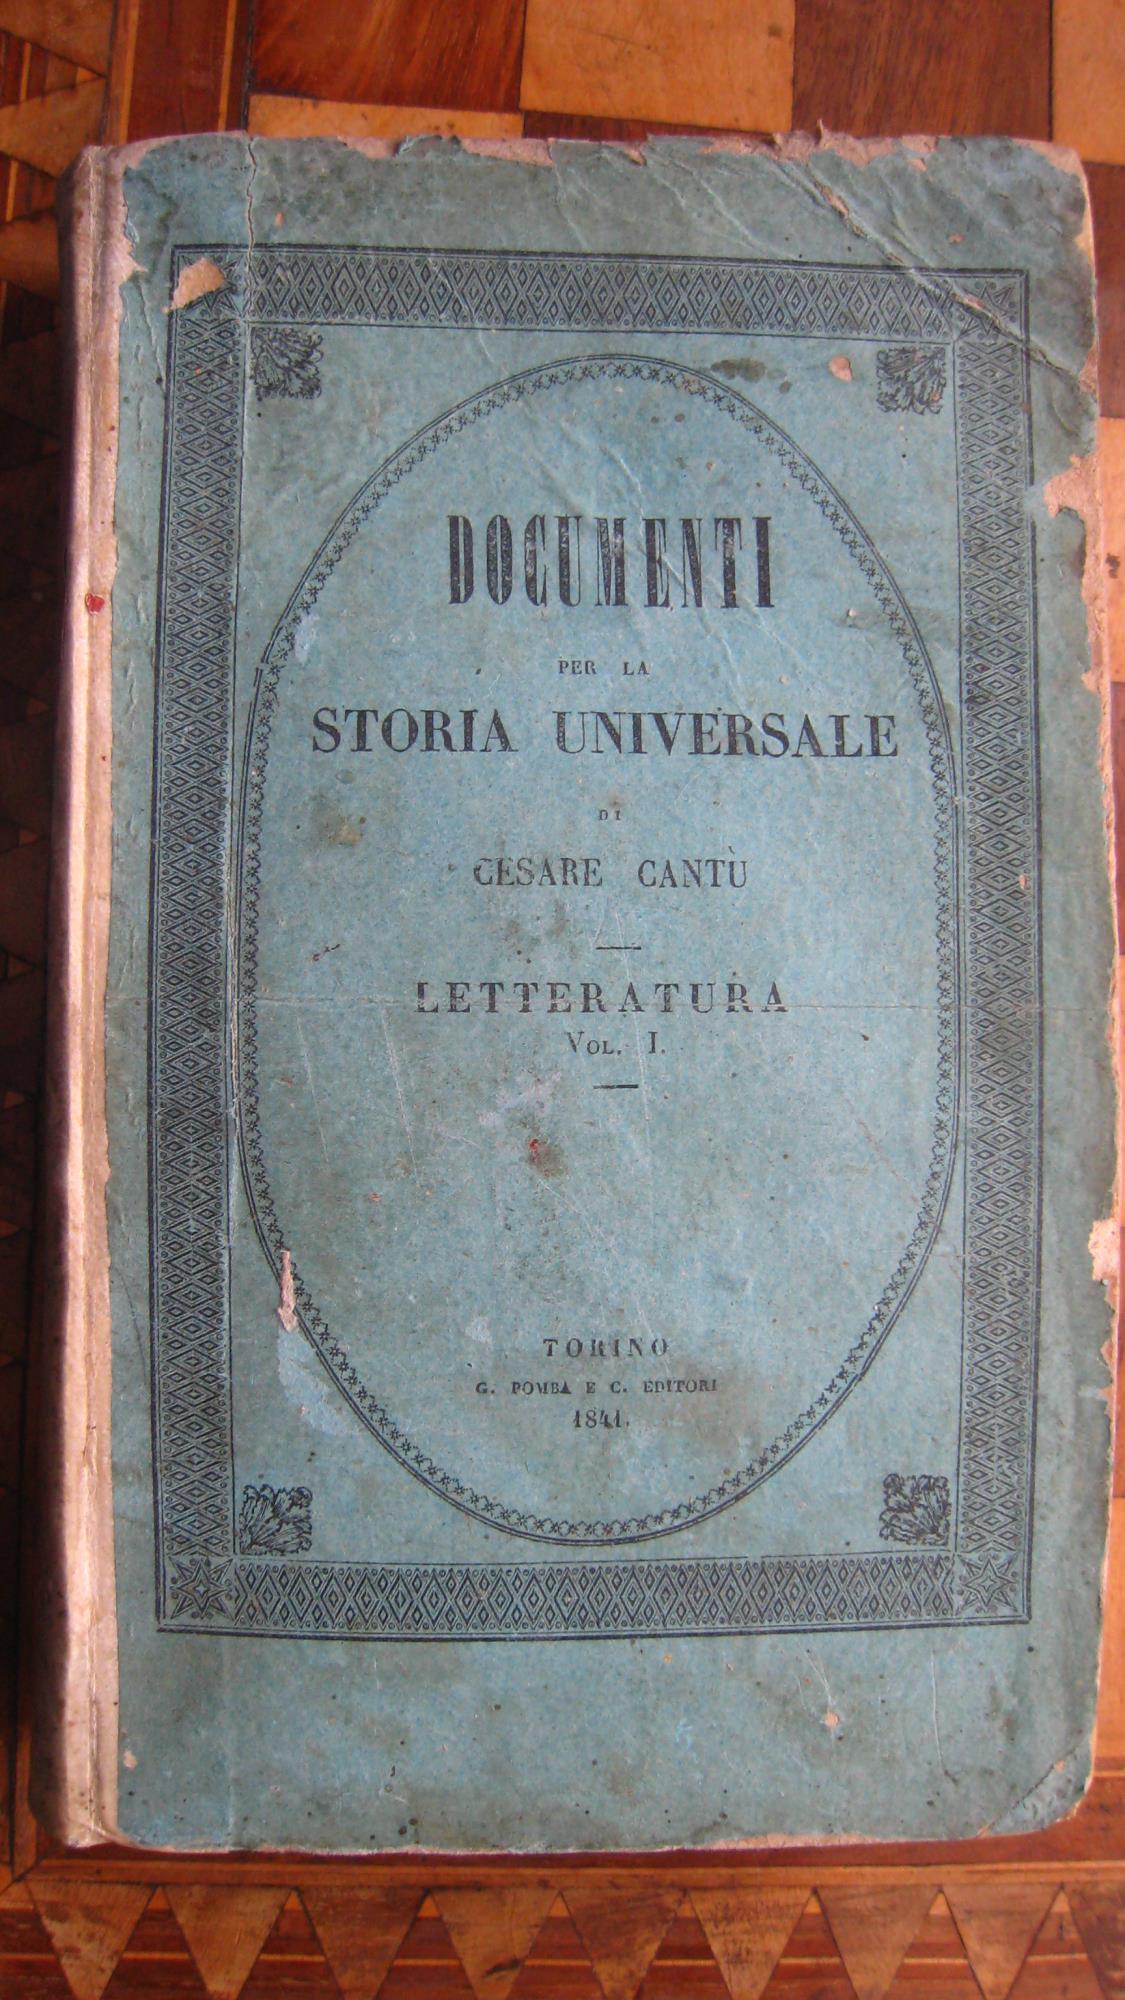 DOCUMENTI
PER LA
STORIA UNIVERSALE
DI
CESARE CANTÙ
LETTERATURA
VOL. I.
TORINO
G. POMBA E C. EDITORI
1841.